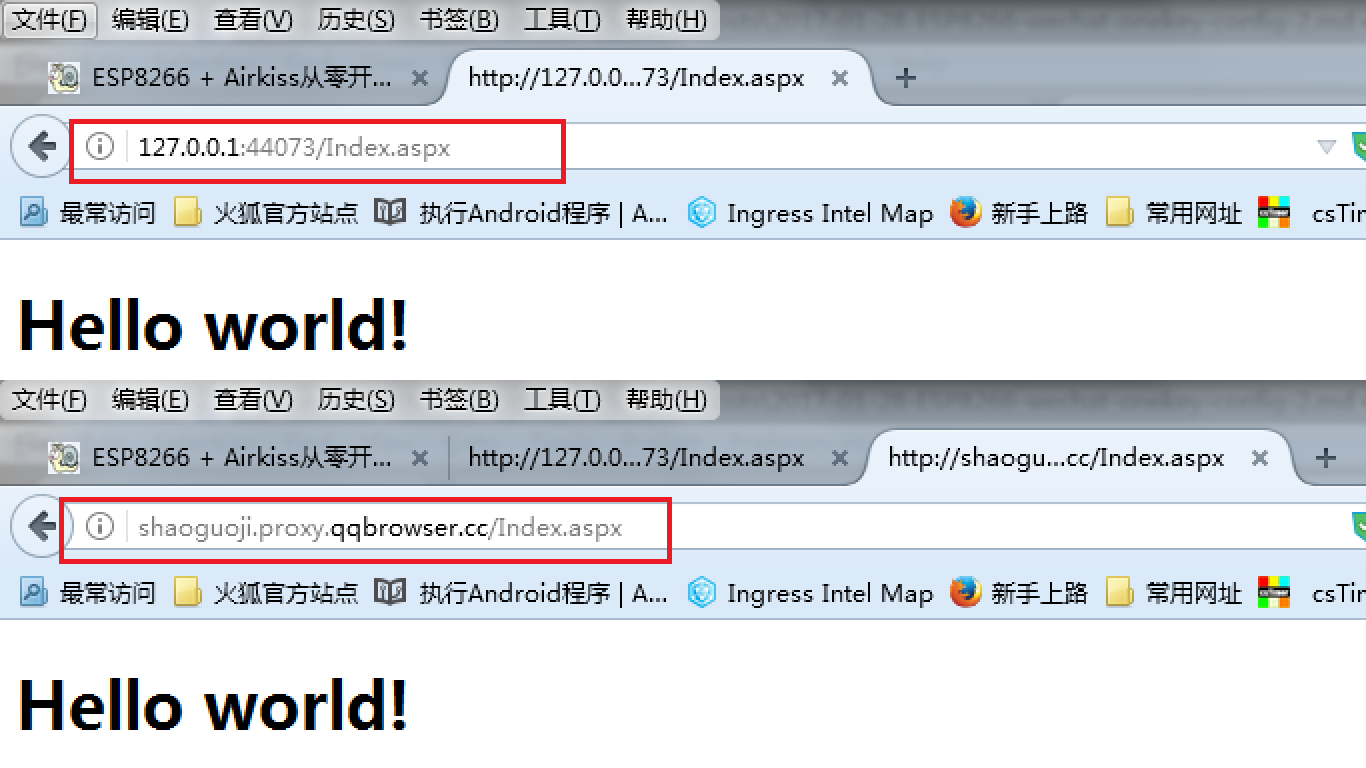 文件(F) 编辑(E) 查看(V) 历史(S) 书签(B) 工具(T) 帮助(H)
ESP8266 + Airkiss从零开... http://127.0.0...73/Index.aspx
127.0.0.1:44073/Index.aspx
最常访问 火狐官方站点 执行Android程序 | A... Ingress Intel Map 新手上路 常用网址 csTim
Hello world!
文件(F) 编辑(E) 查看(V) 历史(S) 书签(B) 工具(T) 帮助(H)
ESP8266 + Airkiss从零开... http://127.0.0...73/Index.aspx http://shaogu...cc/Index.aspx
shaoguoji.proxy.qqbrowser.cc/Index.aspx
最常访问 火狐官方站点 执行Android程序 | A... Ingress Intel Map 新手上路 常用网址 csTim
Hello world!